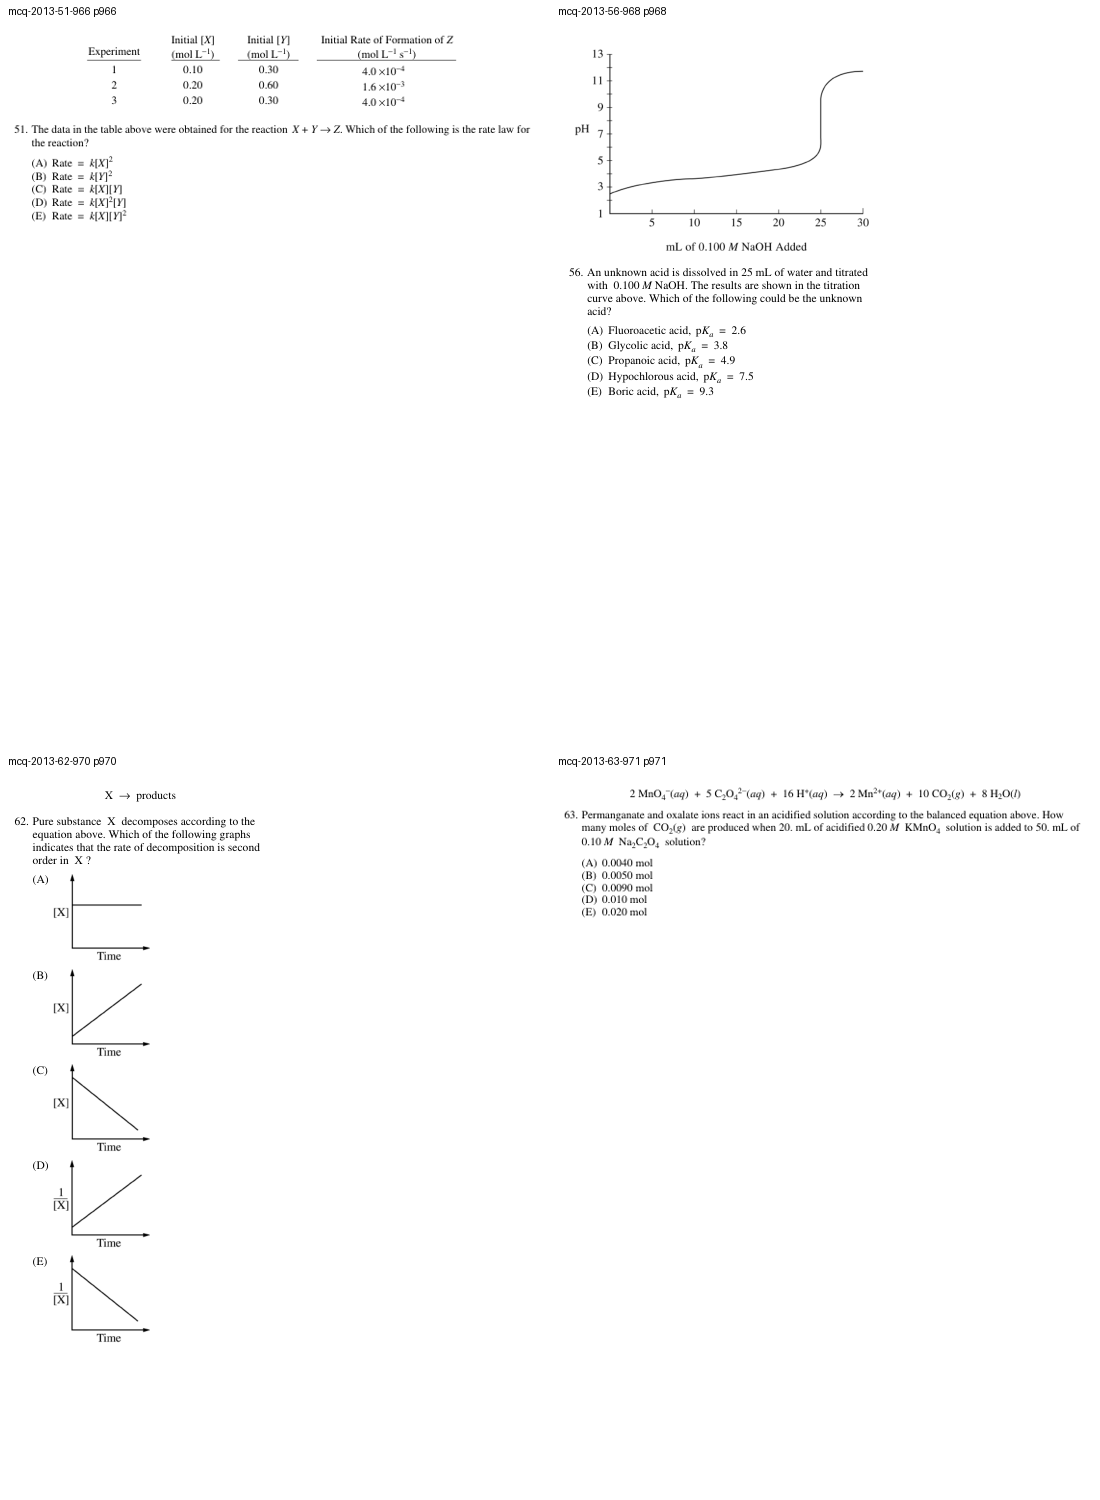 mcq-2013-51-966 p966
Initial [X] Initial [Y] Initial Rate of Formation of Z
Experiment (mol L⁻¹) (mol L⁻¹) (mol L⁻¹ s⁻¹)
1 0.10 0.30 4.0 ×10⁻⁴
2 0.20 0.60 1.6 ×10⁻³
3 0.20 0.30 4.0 ×10⁻⁴
51. The data in the table above were obtained for the reaction X + Y → Z. Which of the following is the rate law for
the reaction?
(A) Rate = k[X]²
(B) Rate = k[Y]²
(C) Rate = k[X][Y]
(D) Rate = k[X]²[Y]
(E) Rate = k[X][Y]²
mcq-2013-56-968 p968
13
11
9
pH 7
5
3
1
5 10 15 20 25 30
mL of 0.100 M NaOH Added
56. An unknown acid is dissolved in 25 mL of water and titrated
with 0.100 M NaOH. The results are shown in the titration
curve above. Which of the following could be the unknown
acid?
(A) Fluoroacetic acid, pKₐ = 2.6
(B) Glycolic acid, pKₐ = 3.8
(C) Propanoic acid, pKₐ = 4.9
(D) Hypochlorous acid, pKₐ = 7.5
(E) Boric acid, pKₐ = 9.3
mcq-2013-62-970 p970
X → products
62. Pure substance X decomposes according to the
equation above. Which of the following graphs
indicates that the rate of decomposition is second
order in X ?
(A)
[X]
Time
(B)
[X]
Time
(C)
[X]
Time
(D)
1
[X]
Time
(E)
1
[X]
Time
mcq-2013-63-971 p971
2 MnO₄⁻(aq) + 5 C₂O₄²⁻(aq) + 16 H⁺(aq) → 2 Mn²⁺(aq) + 10 CO₂(g) + 8 H₂O(l)
63. Permanganate and oxalate ions react in an acidified solution according to the balanced equation above. How
many moles of CO₂(g) are produced when 20. mL of acidified 0.20 M KMnO₄ solution is added to 50. mL of
0.10 M Na₂C₂O₄ solution?
(A) 0.0040 mol
(B) 0.0050 mol
(C) 0.0090 mol
(D) 0.010 mol
(E) 0.020 mol